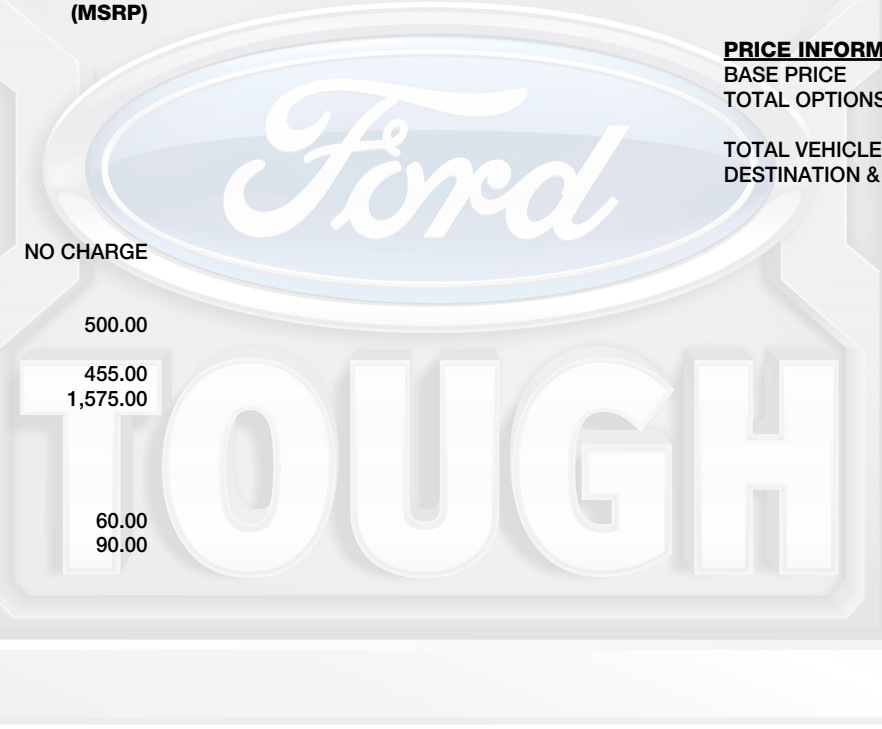 (MSRP)
NO CHARGE
500.00
455.00
1,575.00
60.00
90.00
PRICE INFORM
BASE PRICE
TOTAL OPTIONS
TOTAL VEHICLE
DESTINATION &
Ford
TOUGH